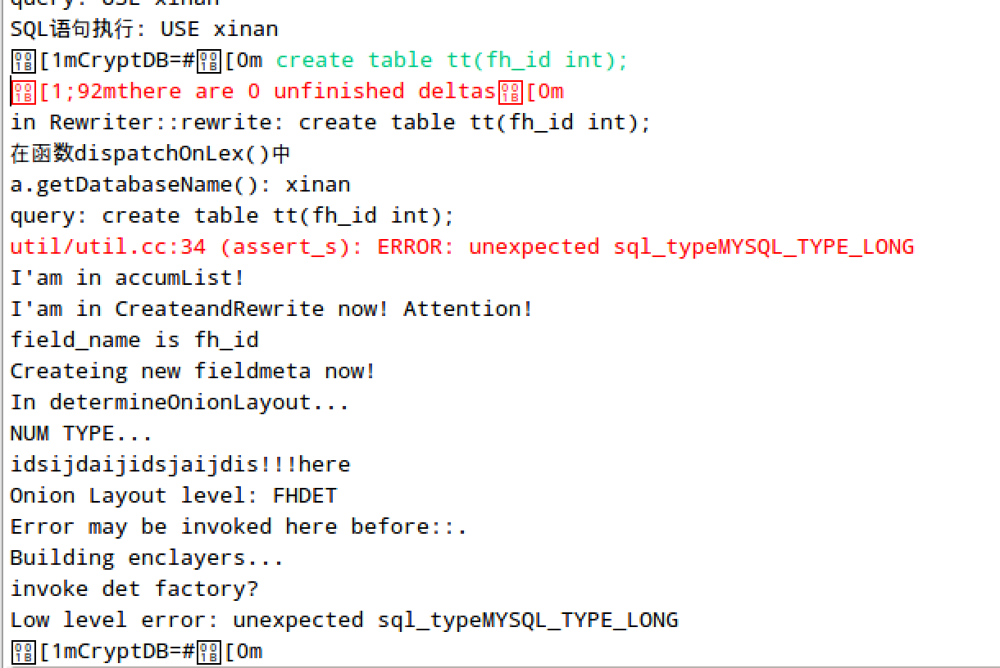 query: USE xinan
SQL语句执行: USE xinan
[1mCryptDB=#[0m create table tt(fh_id int);
[1;92mthere are 0 unfinished deltas[0m
in Rewriter::rewrite: create table tt(fh_id int);
在函数dispatchOnLex()中
a.getDatabaseName(): xinan
query: create table tt(fh_id int);
util/util.cc:34 (assert_s): ERROR: unexpected sql_typeMYSQL_TYPE_LONG
I'am in accumList!
I'am in CreateandRewrite now! Attention!
field_name is fh_id
Createing new fieldmeta now!
In determineOnionLayout...
NUM TYPE...
idsijdaijidsjaijdis!!!here
Onion Layout level: FHDET
Error may be invoked here before::.
Building enclayers...
invoke det factory?
Low level error: unexpected sql_typeMYSQL_TYPE_LONG
[1mCryptDB=#[0m